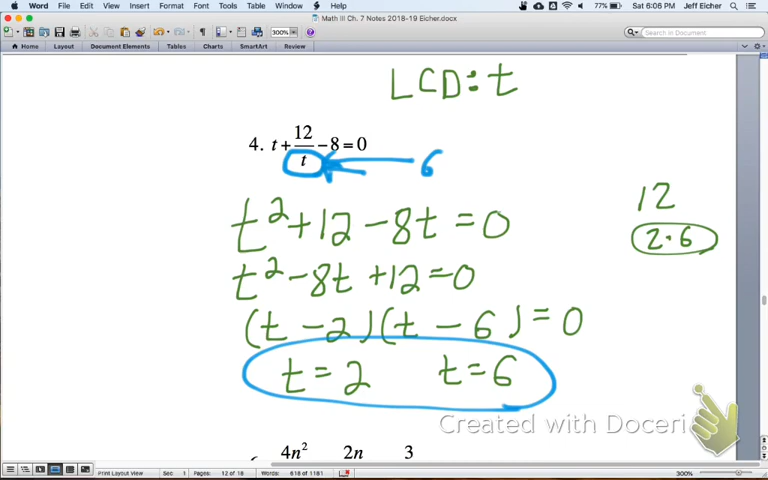 Word File Edit View Insert Format Font Tools Table Window Help 77% Sat 6:06 PM Jeff Eicher
Math III Ch. 7 Notes 2018-19 Eicher.docx
300% Search in Document
Home Layout Document Elements Tables Charts SmartArt Review
LCD: t
4. t + 12/t − 8 = 0
6
12
2·6
t² + 12 − 8t = 0
t² − 8t + 12 = 0
(t − 2)(t − 6) = 0
t = 2 t = 6
Created with Doceri
4n² 2n 3
Print Layout View Sec 1 Pages: 12 of 18 Words: 618 of 1181 300%